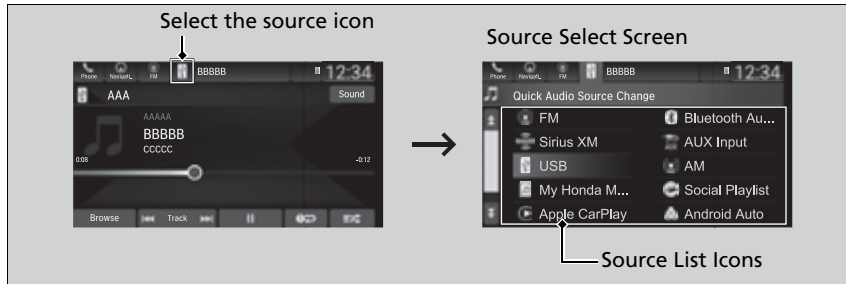 Select the source icon
Phone Navigati.. FM BBBBB 12:34
AAA Sound
AAAAA
BBBBB
CCCCC
0:08 -0:12
Browse Track
Source Select Screen
Phone Navigati.. FM BBBBB 12:34
Quick Audio Source Change
FM Bluetooth Au...
Sirius XM AUX Input
USB AM
My Honda M... Social Playlist
Apple CarPlay Android Auto
Source List Icons